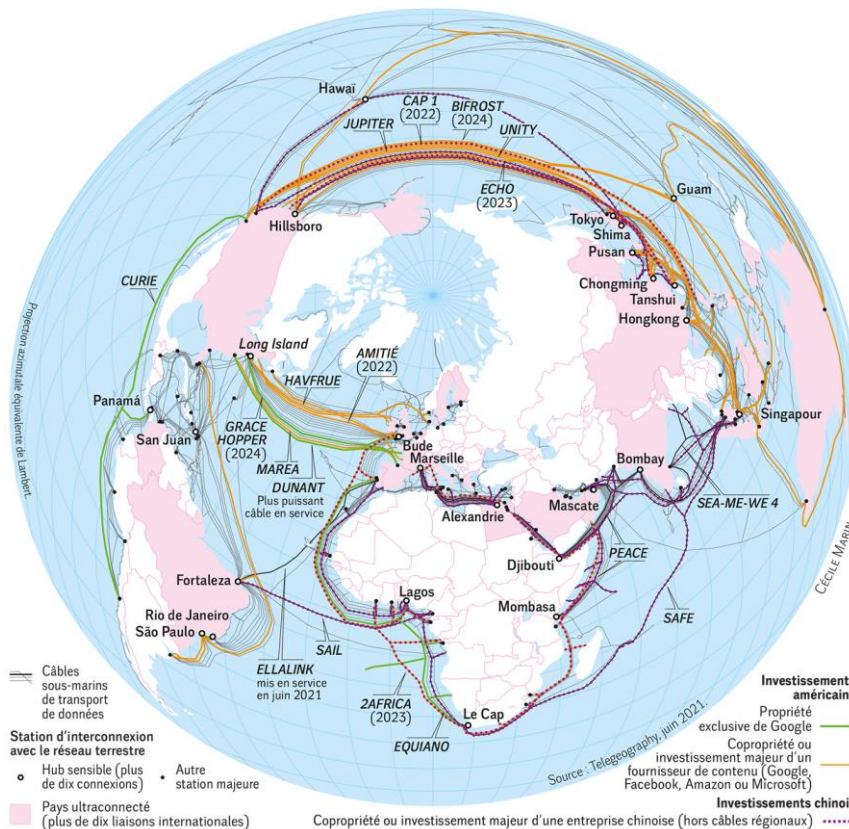 Hawaï
CAP 1
(2022)
BIFROST
(2024)
JUPITER
UNITY
ECHO
(2023)
Guam
Hillsboro
Tokyo
Shima
Pusan
Chongming
Tanshui
Hongkong
CURIE
Projection azimutale équivalente de Lambert.
Long Island
AMITIÉ
(2022)
HAVFRUE
Panamá
San Juan
GRACE
HOPPER
(2024)
MAREA
DUNANT
Plus puissant
câble en service
Bude
Marseille
Singapour
Bombay
Alexandrie
Mascate
SEA-ME-WE 4
Djibouti
PEACE
CÉCILE MARIN
Fortaleza
Lagos
Mombasa
SAFE
Rio de Janeiro
São Paulo
SAIL
ELLALINK
mis en service
en juin 2021
2AFRICA
(2023)
Le Cap
EQUIANO
Source : Telegeography, juin 2021.
Câbles
sous-marins
de transport
de données
Station d'interconnexion
avec le réseau terrestre
Hub sensible (plus
de dix connexions)
Autre
station majeure
Pays ultraconnecté
(plus de dix liaisons internationales)
Investissement
américain
Propriété
exclusive de Google
Copropriété ou
investissement majeur d'un
fournisseur de contenu (Google,
Facebook, Amazon ou Microsoft)
Investissements chinoi
Copropriété ou investissement majeur d'une entreprise chinoise (hors câbles régionaux)